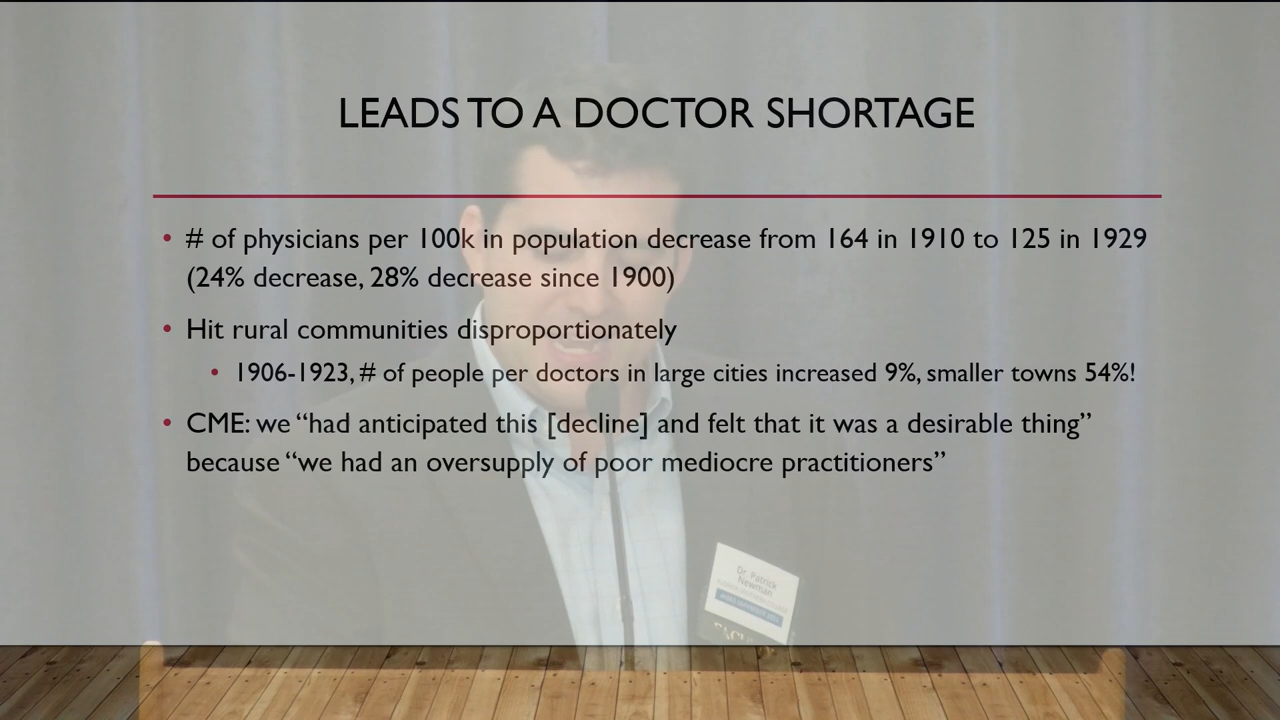 LEADS TO A DOCTOR SHORTAGE
• # of physicians per 100k in population decrease from 164 in 1910 to 125 in 1929
(24% decrease, 28% decrease since 1900)
• Hit rural communities disproportionately
• 1906-1923, # of people per doctors in large cities increased 9%, smaller towns 54%!
• CME: we “had anticipated this [decline] and felt that it was a desirable thing”
because “we had an oversupply of poor mediocre practitioners”
Dr. Patrick
Newman